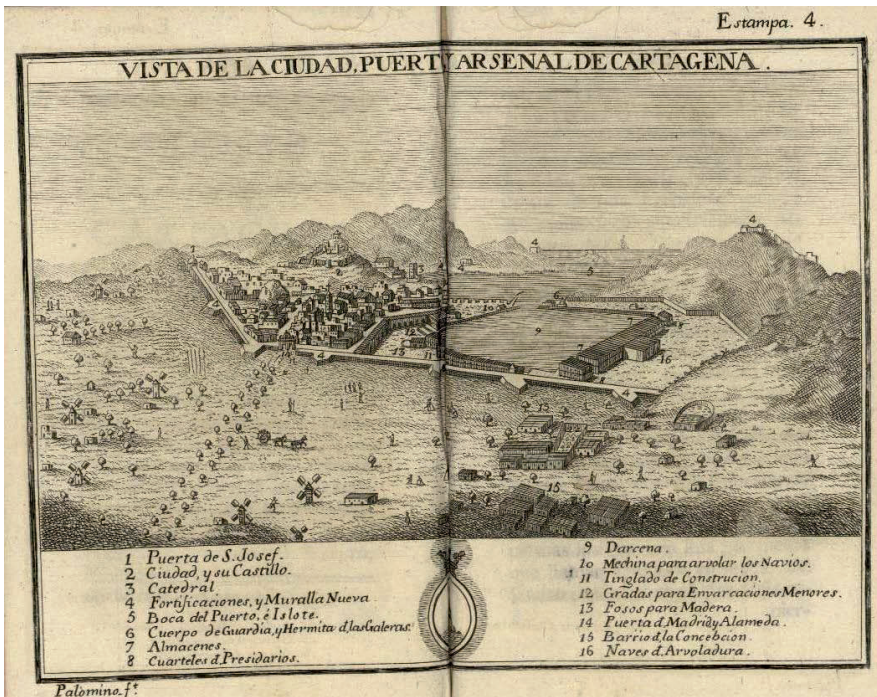 Estampa. 4.
VISTA DE LA CIUDAD, PUERT Y ARSENAL DE CARTAGENA.
1 Puerta de S. Josef.
2 Ciudad, y su Castillo.
3 Catedral
4 Fortificaciones, y Muralla Nueva
5 Boca del Puerto, é Islote.
6 Cuerpo de Guardia, y Hermita d, las Galeras.
7 Almacenes.
8 Cuarteles d, Presidarios.
9 Darcena.
10 Mechina para arvolar los Navios.
11 Tinglado de Construcion.
12 Gradas para Envarcaciones Menores.
13 Fosos para Madera.
14 Puerta d, Madrid y Alameda.
15 Barrio d, la Concebcion.
16 Naves d, Arvoladura.
Palomino. ft.